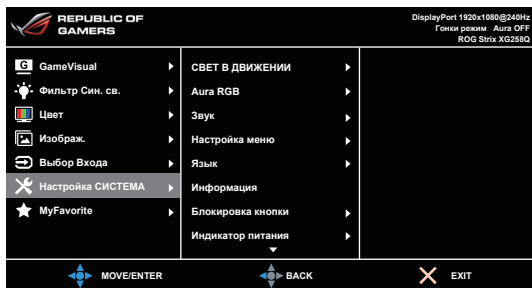 REPUBLIC OF
GAMERS
DisplayPort 1920x1080@240Hz
Гонки режим Aura OFF
ROG Strix XG258Q
G GameVisual
Фильтр Син. св.
Цвет
Изображ.
Выбор Входа
Настройка СИСТЕМА
MyFavorite
СВЕТ В ДВИЖЕНИИ
Aura RGB
Звук
Настройка меню
Язык
Информация
Блокировка кнопки
Индикатор питания
MOVE/ENTER
BACK
EXIT